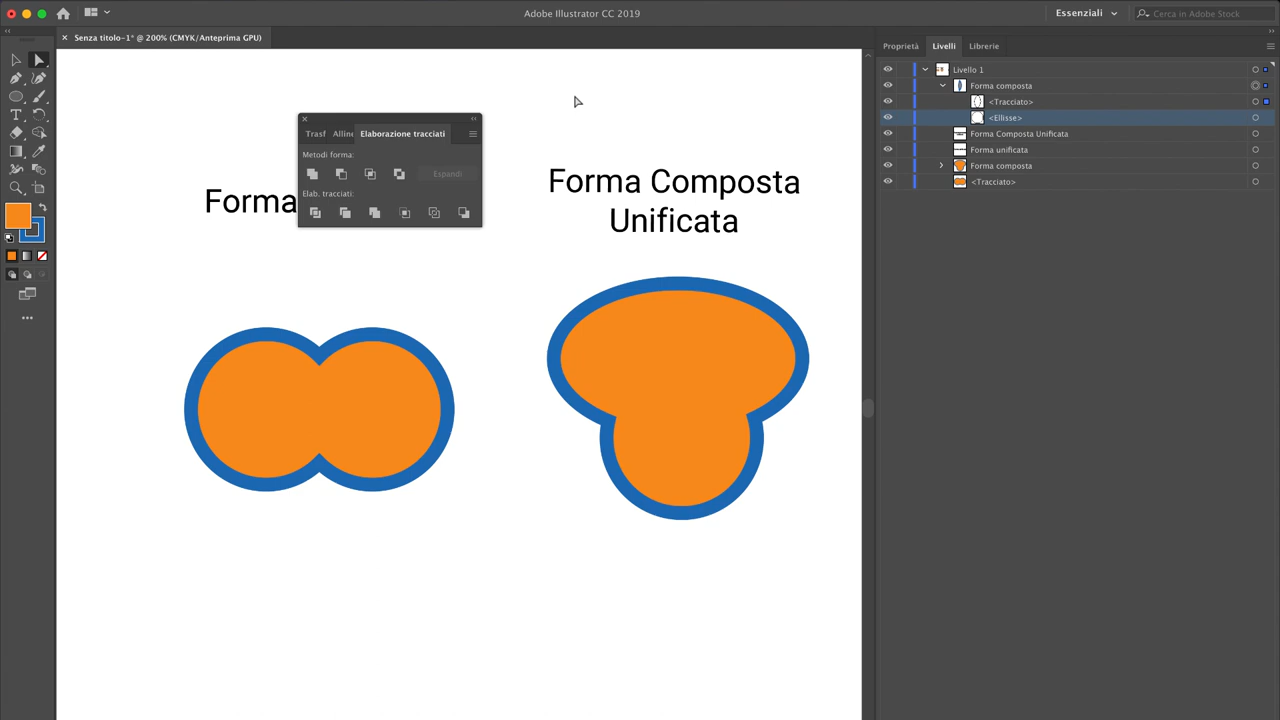 Adobe Illustrator CC 2019
Essenziali
Cerca in Adobe Stock
Senza titolo-1* @ 200% (CMYK/Anteprima GPU)
Proprietà
Livelli
Librerie
Livello 1
Forma composta
<Tracciato>
<Ellisse>
Forma Composta Unificata
Forma unificata
Forma composta
<Tracciato>
Trasf
Alline
Elaborazione tracciati
Metodi forma:
Espandi
Elab. tracciati:
Forma
Forma Composta
Unificata